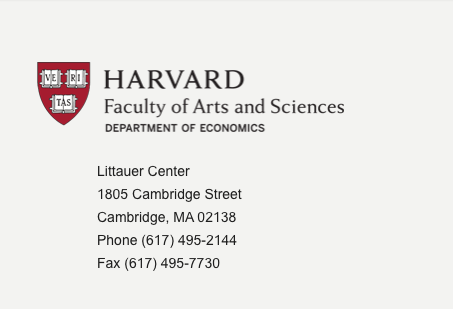 VE RI
TAS
HARVARD
Faculty of Arts and Sciences
DEPARTMENT OF ECONOMICS
Littauer Center
1805 Cambridge Street
Cambridge, MA 02138
Phone (617) 495-2144
Fax (617) 495-7730